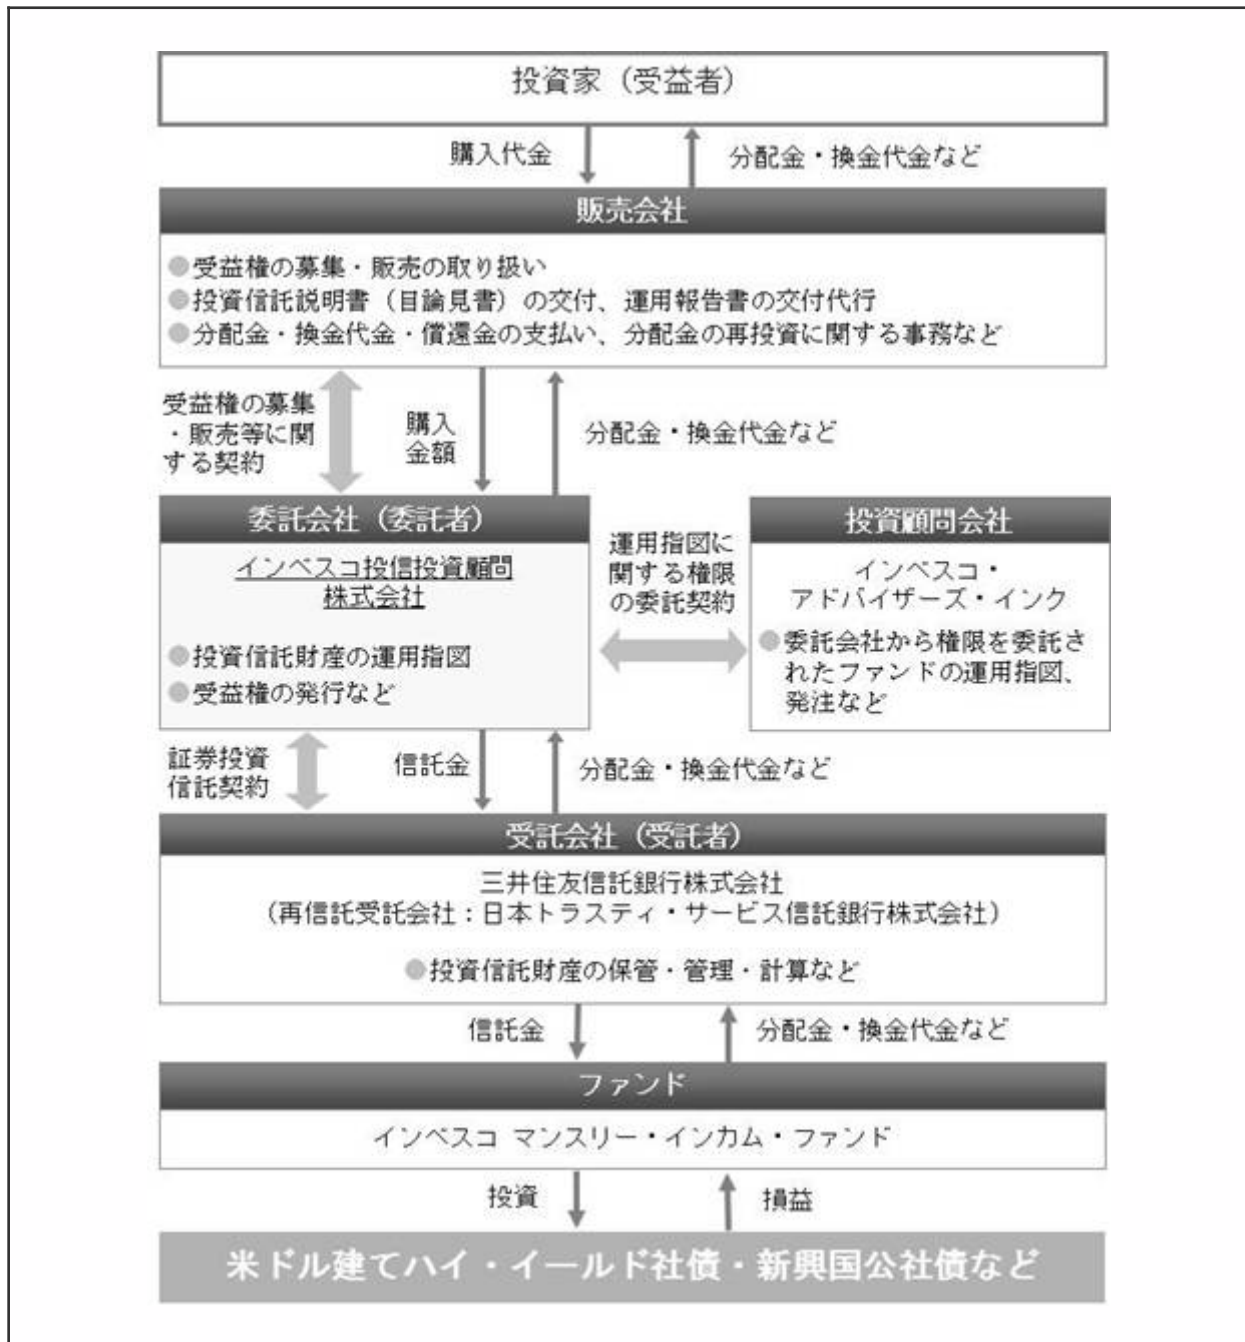 投資家（受益者）
購入代金
分配金・換金代金など
販売会社
●受益権の募集・販売の取り扱い
●投資信託説明書（目論見書）の交付、運用報告書の交付代行
●分配金・換金代金・償還金の支払い、分配金の再投資に関する事務など
受益権の募集
・販売等に関
する契約
購入
金額
分配金・換金代金など
委託会社（委託者）
インベスコ投信投資顧問
株式会社
●投資信託財産の運用指図
●受益権の発行など
運用指図に
関する権限
の委託契約
投資顧問会社
インベスコ・
アドバイザーズ・インク
●委託会社から権限を委託さ
れたファンドの運用指図、
発注など
証券投資
信託契約
信託金
分配金・換金代金など
受託会社（受託者）
三井住友信託銀行株式会社
（再信託受託会社：日本トラスティ・サービス信託銀行株式会社）
●投資信託財産の保管・管理・計算など
信託金
分配金・換金代金など
ファンド
インベスコ マンスリー・インカム・ファンド
投資
損益
米ドル建てハイ・イールド社債・新興国公社債など